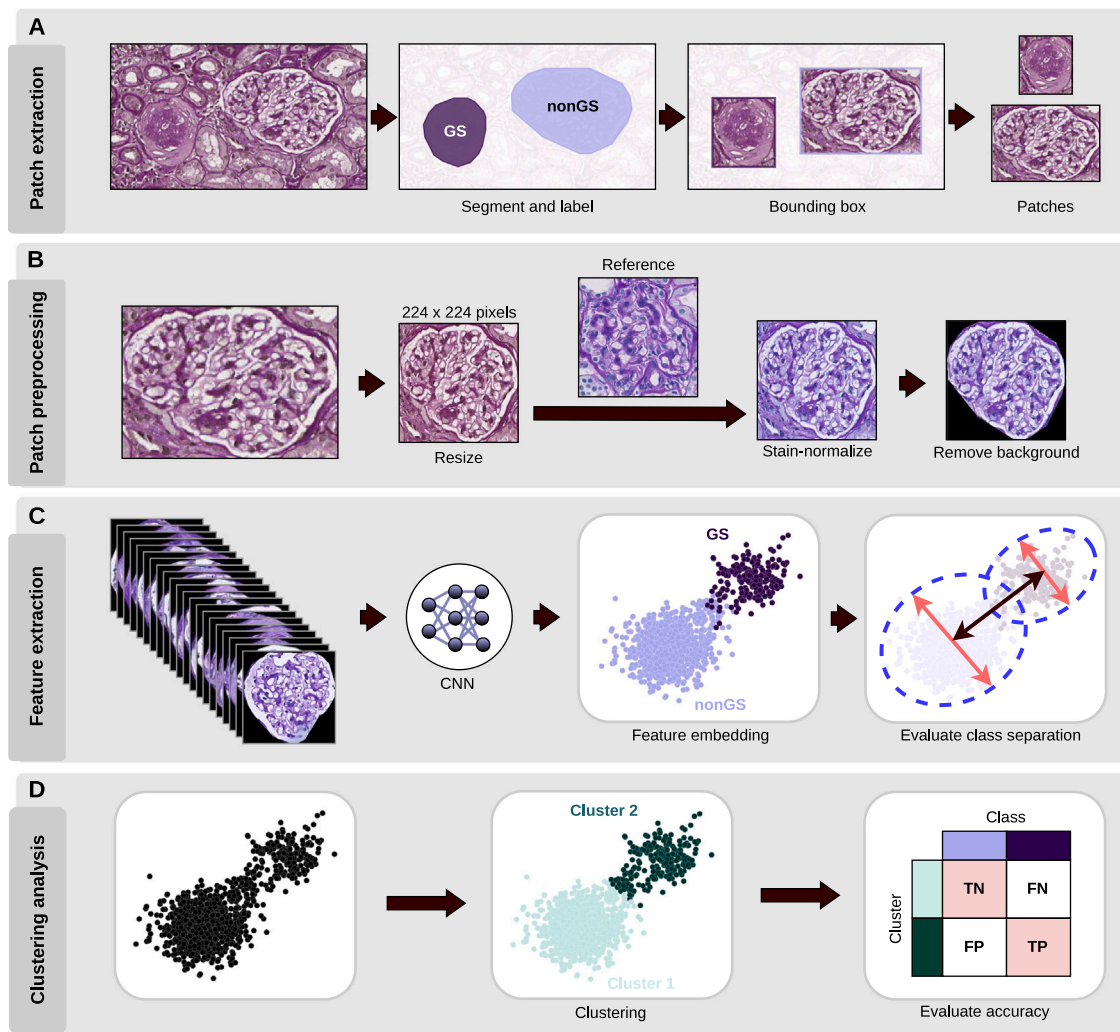 A
Patch extraction
GS
nonGS
Segment and label
Bounding box
Patches
B
Patch preprocessing
224 x 224 pixels
Resize
Reference
Stain-normalize
Remove background
C
Feature extraction
CNN
GS
nonGS
Feature embedding
Evaluate class separation
D
Clustering analysis
Cluster 2
Cluster 1
Clustering
Class
Cluster
TN
FN
FP
TP
Evaluate accuracy